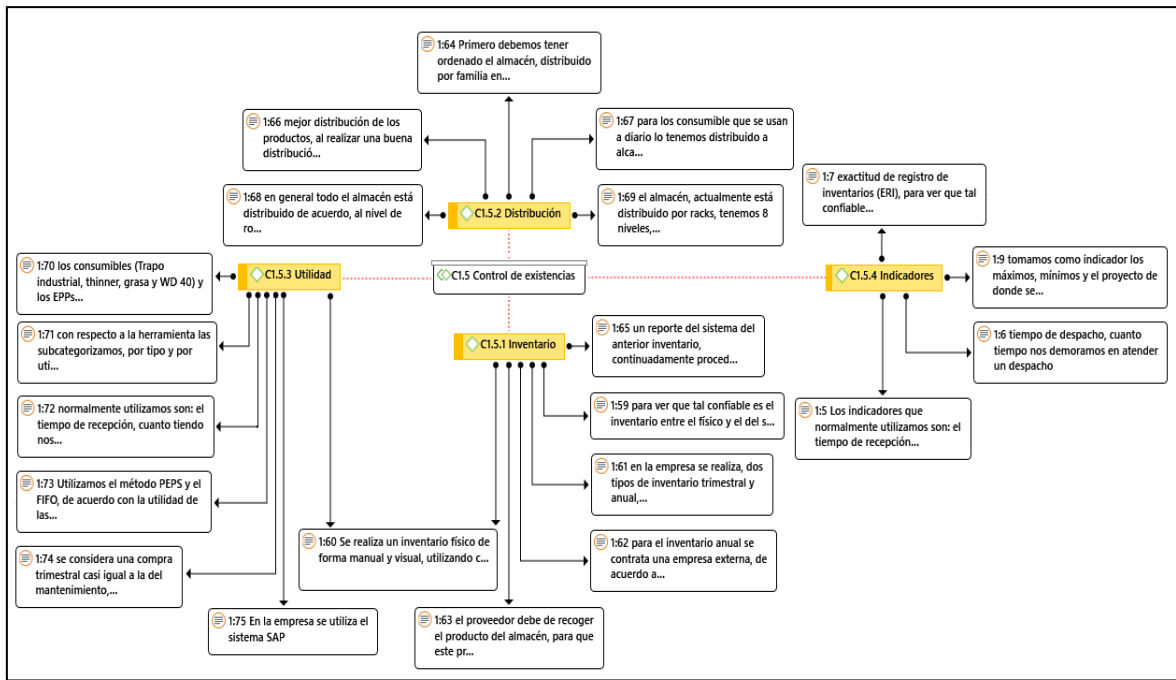 1:64 Primero debemos tener
ordenado el almacén, distribuido
por familia en...
1:66 mejor distribución de los
productos, al realizar una buena
distribució...
1:67 para los consumible que se usan
a diario lo tenemos distribuido a
alca...
1:7 exactitud de registro de
inventarios (ERI), para ver que tal
confiable...
1:68 en general todo el almacén está
distribuido de acuerdo, al nivel de
ro...
C1.5.2 Distribución
1:69 el almacén, actualmente está
distribuido por racks, tenemos 8
niveles,...
1:70 los consumibles (Trapo
industrial, thinner, grasa y WD 40) y
los EPPs...
C1.5.3 Utilidad
C1.5 Control de existencias
C1.5.4 Indicadores
1:9 tomamos como indicador los
máximos, mínimos y el proyecto de
donde se...
1:71 con respecto a la herramienta las
subcategorizamos, por tipo y por
uti...
C1.5.1 Inventario
1:65 un reporte del sistema del
anterior inventario,
continuadamente proced...
1:6 tiempo de despacho, cuanto
tiempo nos demoramos en atender
un despacho
1:72 normalmente utilizamos son: el
tiempo de recepción, cuanto tiendo
nos...
1:59 para ver que tal confiable es el
inventario entre el físico y el del s...
1:5 Los indicadores que
normalmente utilizamos son: el
tiempo de recepción...
1:73 Utilizamos el método PEPS y el
FIFO, de acuerdo con la utilidad de
las...
1:61 en la empresa se realiza, dos
tipos de inventario trimestral y
anual,...
1:74 se considera una compra
trimestral casi igual a la del
mantenimiento,...
1:60 Se realiza un inventario físico
de forma manual y visual, utilizando c...
1:62 para el inventario anual se
contrata una empresa externa, de
acuerdo a...
1:75 En la empresa se utiliza el
sistema SAP
1:63 el proveedor debe de recoger
el producto del almacén, para que
este pr...